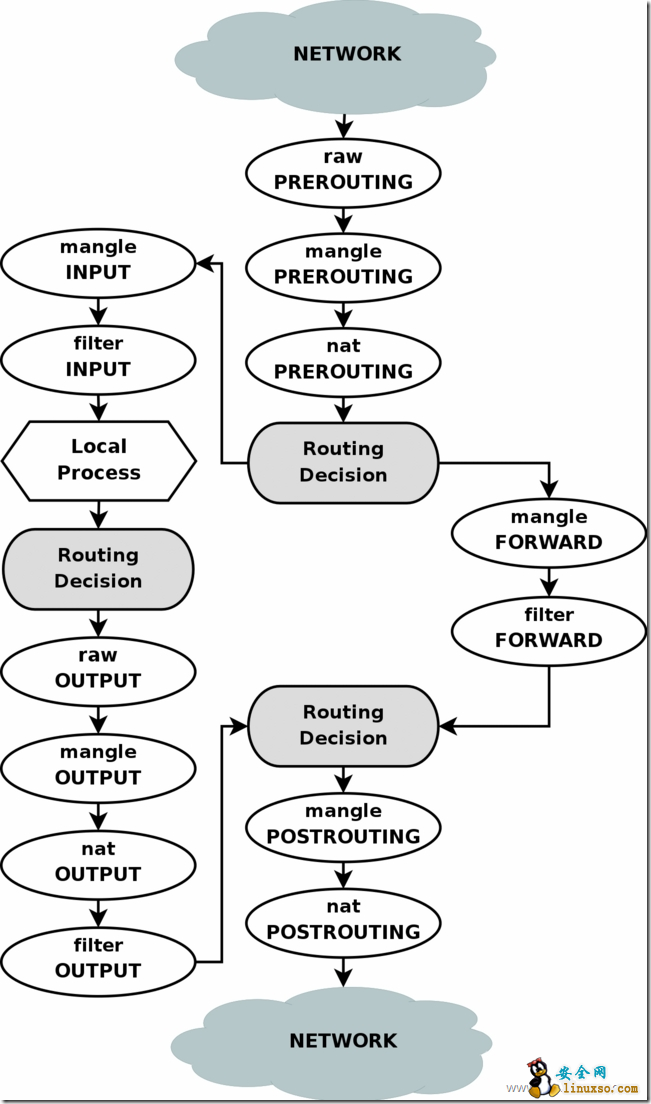 NETWORK
raw
PREROUTING
mangle
PREROUTING
nat
PREROUTING
Routing
Decision
mangle
INPUT
filter
INPUT
Local
Process
Routing
Decision
raw
OUTPUT
mangle
OUTPUT
nat
OUTPUT
filter
OUTPUT
mangle
FORWARD
filter
FORWARD
Routing
Decision
mangle
POSTROUTING
nat
POSTROUTING
NETWORK
安全网
linuxso.com